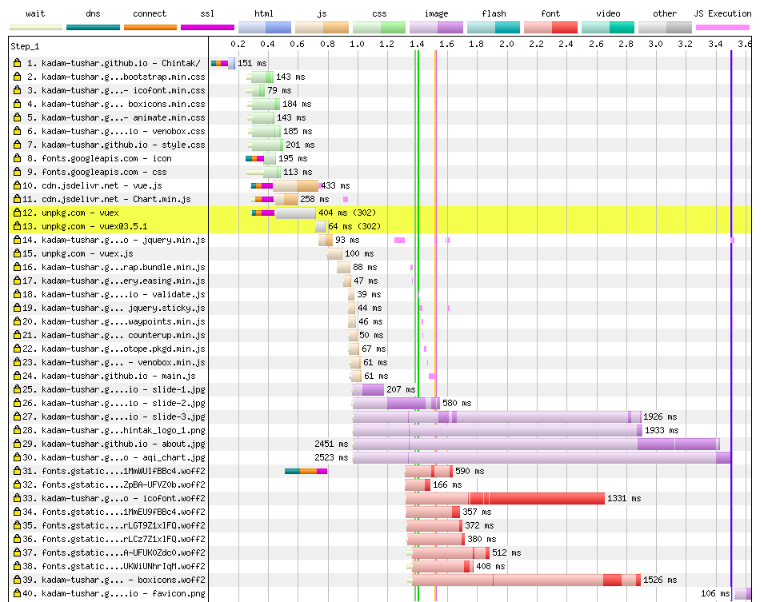 wait dns connect ssl html js css image flash font video other JS Execution
Step_1 0.2 0.4 0.6 0.8 1.0 1.2 1.4 1.6 1.8 2.0 2.2 2.4 2.6 2.8 3.0 3.2 3.4 3.6
1. kadam-tushar.github.io - Chintak/ 151 ms
2. kadam-tushar.g...bootstrap.min.css 143 ms
3. kadam-tushar.g...- icofont.min.css 79 ms
4. kadam-tushar.g... boxicons.min.css 184 ms
5. kadam-tushar.g...- animate.min.css 143 ms
6. kadam-tushar.g....io - venobox.css 185 ms
7. kadam-tushar.github.io - style.css 201 ms
8. fonts.googleapis.com - icon 195 ms
9. fonts.googleapis.com - css 113 ms
10. cdn.jsdelivr.net - vue.js 433 ms
11. cdn.jsdelivr.net - Chart.min.js 258 ms
12. unpkg.com - vuex 404 ms (302)
13. unpkg.com - vuex@3.5.1 64 ms (302)
14. kadam-tushar.g...o - jquery.min.js 93 ms
15. unpkg.com - vuex.js 100 ms
16. kadam-tushar.g...rap.bundle.min.js 88 ms
17. kadam-tushar.g...ery.easing.min.js 47 ms
18. kadam-tushar.g....io - validate.js 39 ms
19. kadam-tushar.g... jquery.sticky.js 44 ms
20. kadam-tushar.g....waypoints.min.js 46 ms
21. kadam-tushar.g... counterup.min.js 50 ms
22. kadam-tushar.g...otope.pkgd.min.js 67 ms
23. kadam-tushar.g... - venobox.min.js 61 ms
24. kadam-tushar.github.io - main.js 61 ms
25. kadam-tushar.g....io - slide-1.jpg 207 ms
26. kadam-tushar.g....io - slide-2.jpg 580 ms
27. kadam-tushar.g....io - slide-3.jpg 1926 ms
28. kadam-tushar.g...hintak_logo_1.png 1933 ms
29. kadam-tushar.github.io - about.jpg 2451 ms
30. kadam-tushar.g...o - aqi_chart.jpg 2523 ms
31. fonts.gstatic....1MmWUlfBBc4.woff2 590 ms
32. fonts.gstatic....ZpBA-UFVZ0b.woff2 166 ms
33. kadam-tushar.g...o - icofont.woff2 1331 ms
34. fonts.gstatic....1MmEU9fBBc4.woff2 357 ms
35. fonts.gstatic....rLGT9Z1xlFQ.woff2 372 ms
36. fonts.gstatic....rLCz7Z1xlFQ.woff2 380 ms
37. fonts.gstatic....A-UFUK0Zdc0.woff2 512 ms
38. fonts.gstatic....UKWiUNhrIqM.woff2 408 ms
39. kadam-tushar.g... - boxicons.woff2 1526 ms
40. kadam-tushar.g....io - favicon.png 106 ms